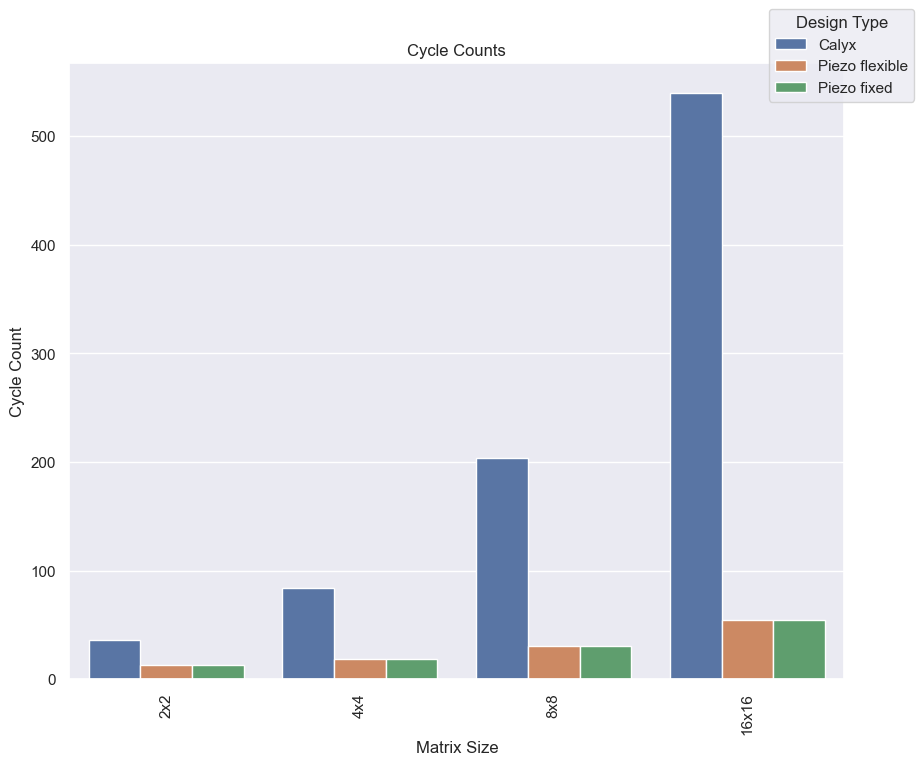 Design Type
Calyx
Piezo flexible
Piezo fixed
Cycle Counts
Cycle Count
500
400
300
200
100
0
2x2
4x4
8x8
16x16
Matrix Size